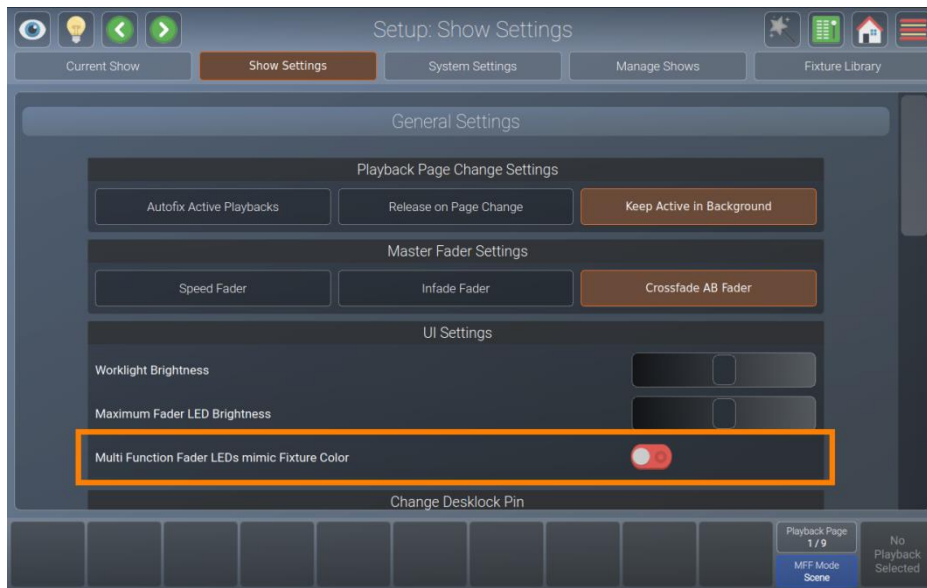 Setup: Show Settings
Current Show
Show Settings
System Settings
Manage Shows
Fixture Library
General Settings
Playback Page Change Settings
Autofix Active Playbacks
Release on Page Change
Keep Active in Background
Master Fader Settings
Speed Fader
Infade Fader
Crossfade AB Fader
UI Settings
Worklight Brightness
Maximum Fader LED Brightness
Multi Function Fader LEDs mimic Fixture Color
Change Desklock Pin
Playback Page
1 / 9
MFF Mode
Scene
No
Playback
Selected